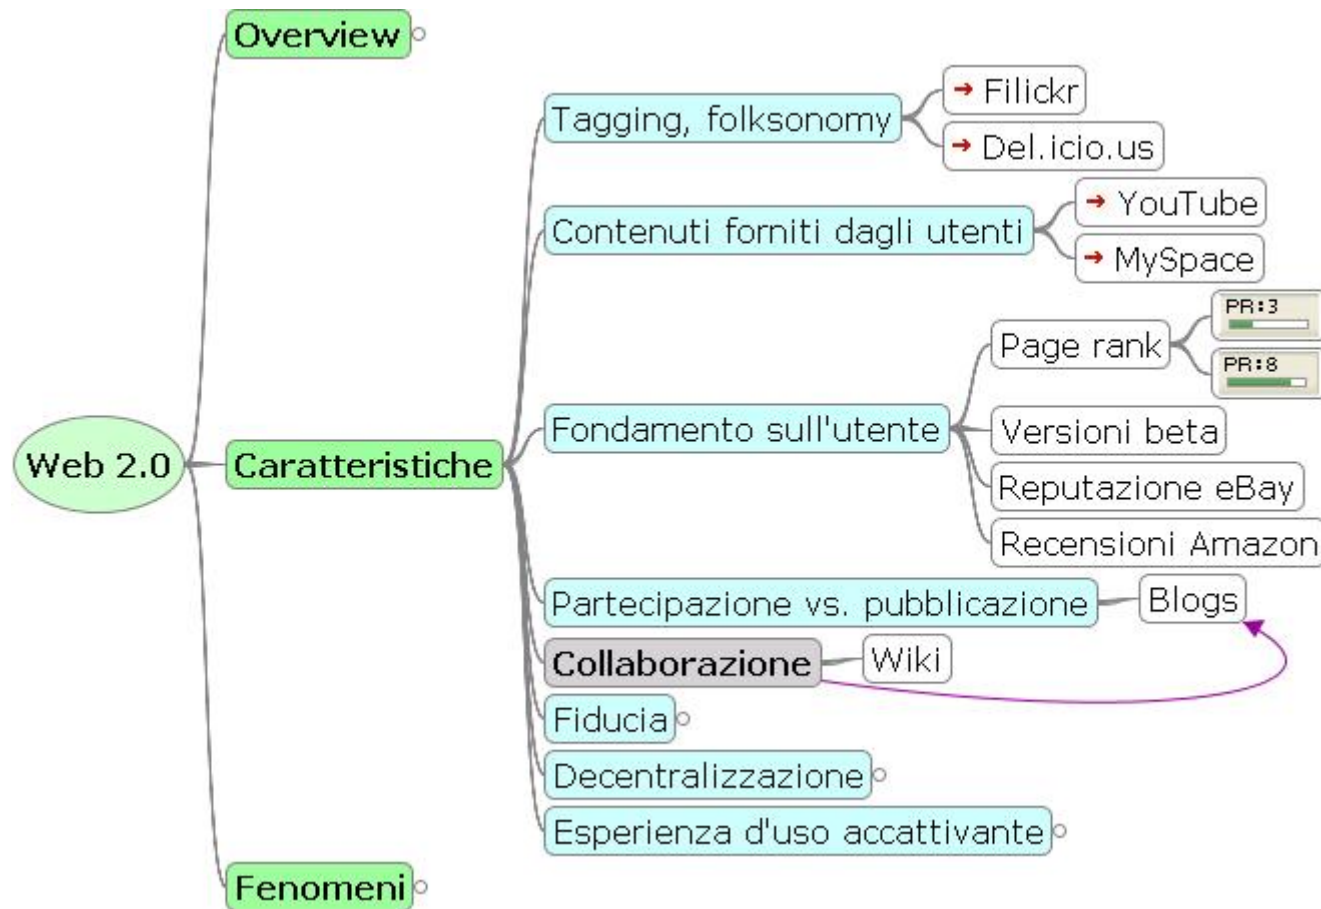 Overview
Filickr
Tagging, folksonomy
Del.icio.us
YouTube
Contenuti forniti dagli utenti
MySpace
PR:3
Page rank
PR:8
Fondamento sull'utente
Versioni beta
Web 2.0
Caratteristiche
Reputazione eBay
Recensioni Amazon
Partecipazione vs. pubblicazione
Blogs
Collaborazione
Wiki
Fiducia
Decentralizzazione
Esperienza d'uso accattivante
Fenomeni